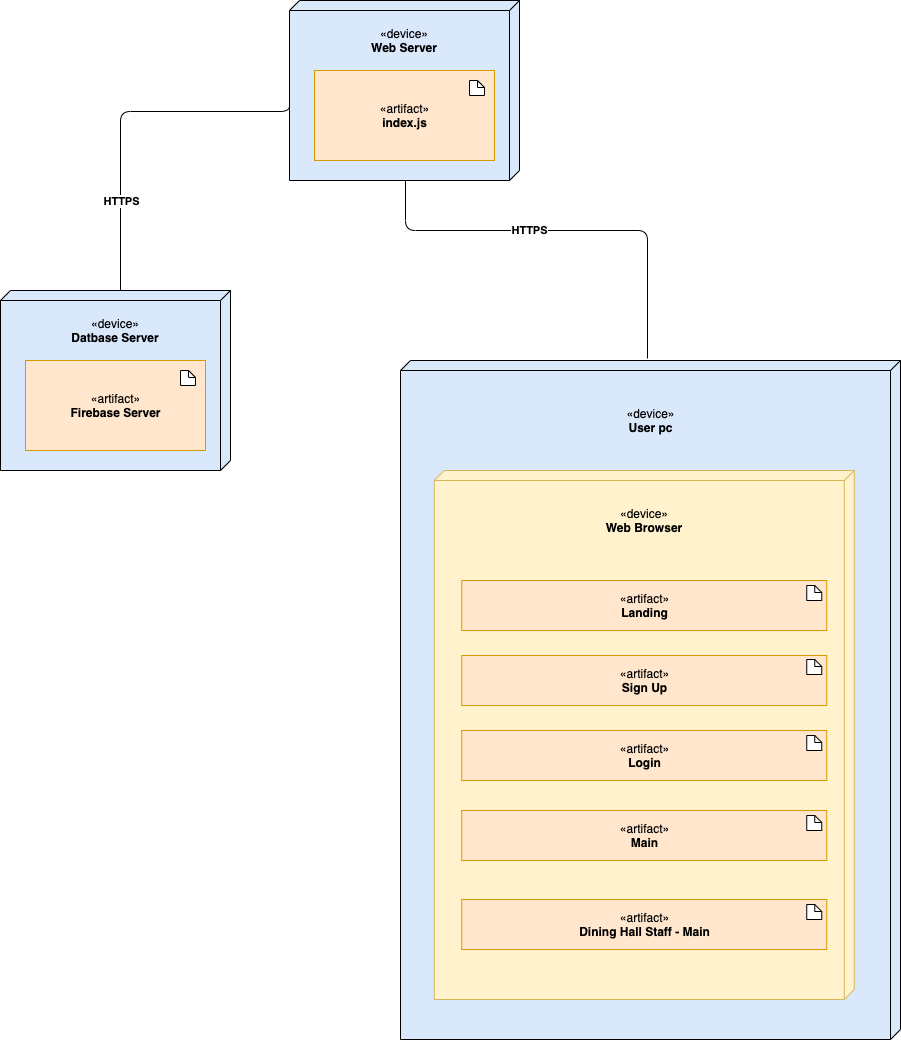 «device»
Web Server
«artifact»
index.js
HTTPS
HTTPS
«device»
Datbase Server
«artifact»
Firebase Server
«device»
User pc
«device»
Web Browser
«artifact»
Landing
«artifact»
Sign Up
«artifact»
Login
«artifact»
Main
«artifact»
Dining Hall Staff - Main